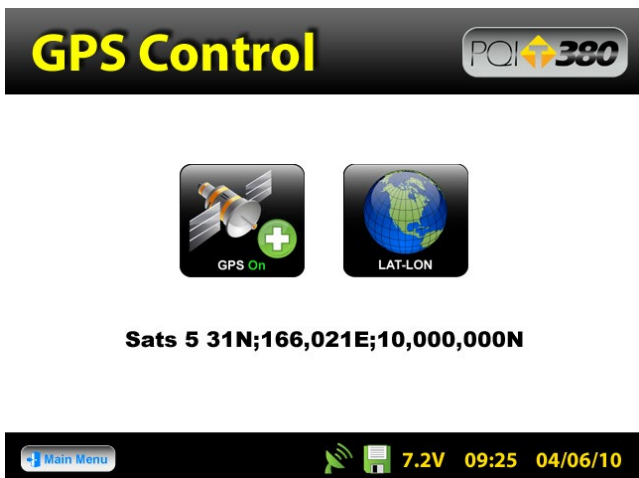 GPS Control
PQI T 380
GPS On
LAT-LON
Sats 5 31N;166,021E;10,000,000N
Main Menu
7.2V 09:25 04/06/10